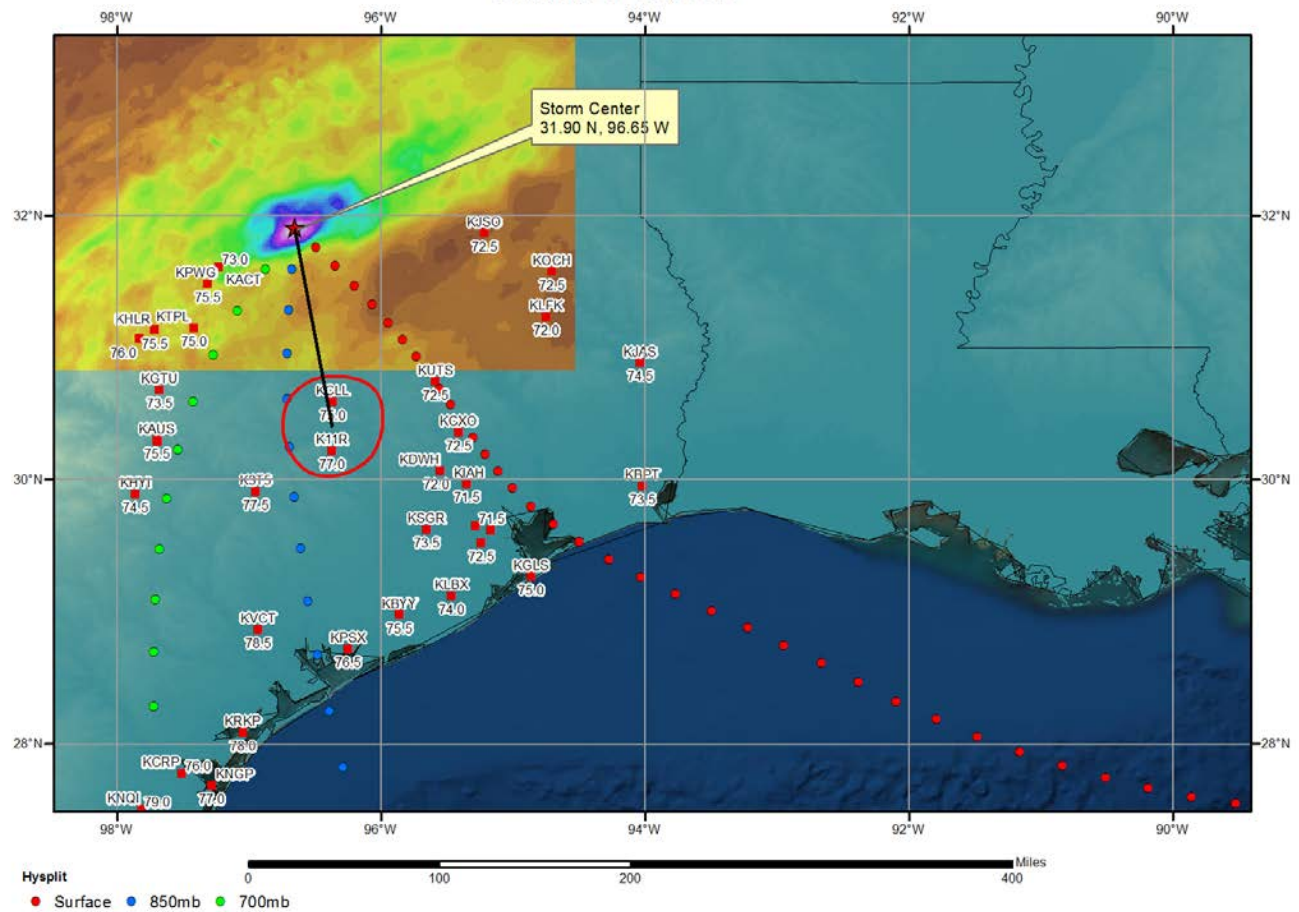 98°W 96°W 94°W 92°W 90°W
Storm Center
31.90 N, 96.65 W
32°N 32°N
KJSO
72.5
73.0
KPWG KACT
75.5
KOCH
72.5
KLFK
72.0
KHLR KTPL
76.0 75.5 75.0
KJAS
74.5
KGTU
73.5
KUTS
72.5
KCLL
KAUS
75.5
KCXO
72.5
K11R
77.0
KDWH
72.0
KIAH
71.5
30°N 30°N
KHYI
74.5
K3T5
77.5
KBPT
73.5
KSGR
73.5
71.5
72.5
KGLS
75.0
KLBX
74.0
KBYY
75.5
KVCT
78.5
KPSX
76.5
KRKP
78.0
28°N 28°N
KCRP 76.0 KNGP
77.0
KNQI 79.0
98°W 96°W 94°W 92°W 90°W
Miles
0 100 200 400
Hysplit
Surface 850mb 700mb